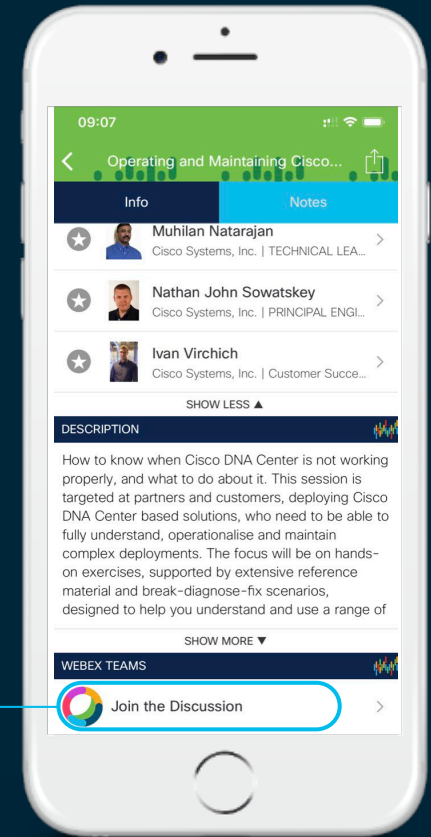 09:07
Operating and Maintaining Cisco...
Info
Notes
Muhilan Natarajan
Cisco Systems, Inc. | TECHNICAL LEA...
Nathan John Sowatskey
Cisco Systems, Inc. | PRINCIPAL ENGI...
Ivan Virchich
Cisco Systems, Inc. | Customer Succe...
SHOW LESS ▲
DESCRIPTION
How to know when Cisco DNA Center is not working
properly, and what to do about it. This session is
targeted at partners and customers, deploying Cisco
DNA Center based solutions, who need to be able to
fully understand, operationalise and maintain
complex deployments. The focus will be on hands-
on exercises, supported by extensive reference
material and break-diagnose-fix scenarios,
designed to help you understand and use a range of
SHOW MORE ▼
WEBEX TEAMS
Join the Discussion